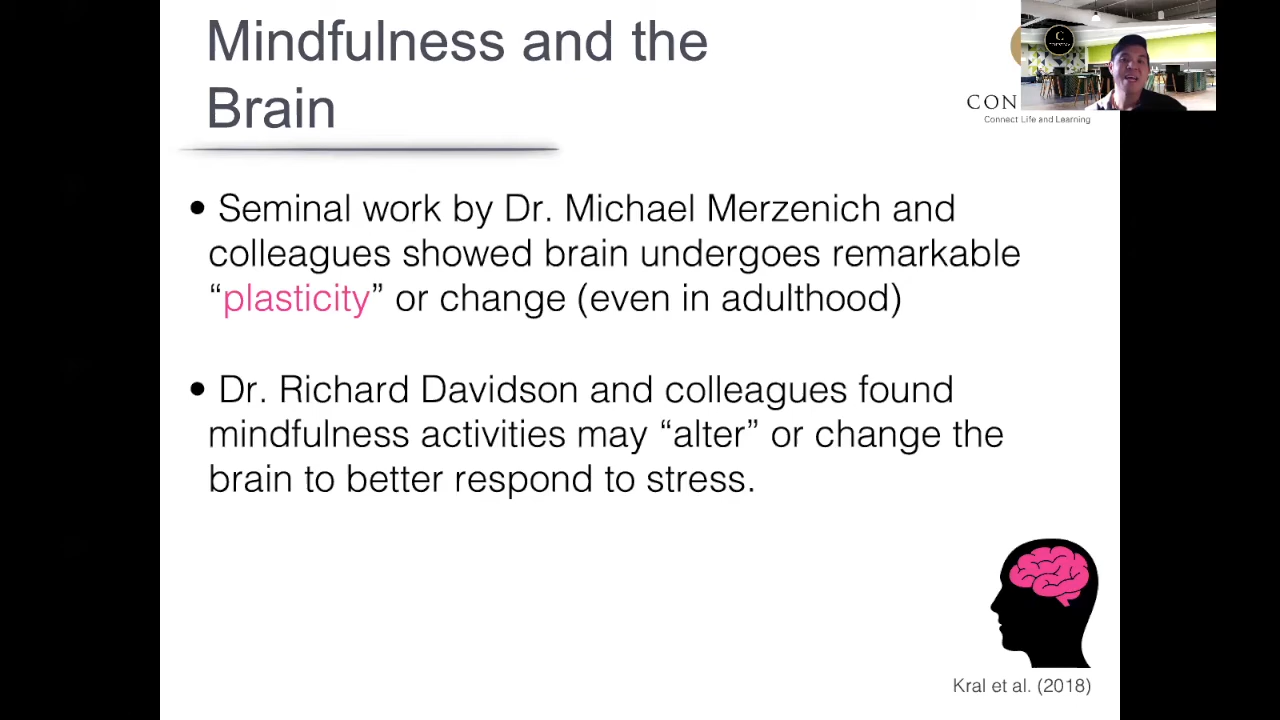 Mindfulness and the
Brain
CON
Connect Life and Learning
• Seminal work by Dr. Michael Merzenich and
colleagues showed brain undergoes remarkable
“plasticity” or change (even in adulthood)
• Dr. Richard Davidson and colleagues found
mindfulness activities may “alter” or change the
brain to better respond to stress.
Kral et al. (2018)